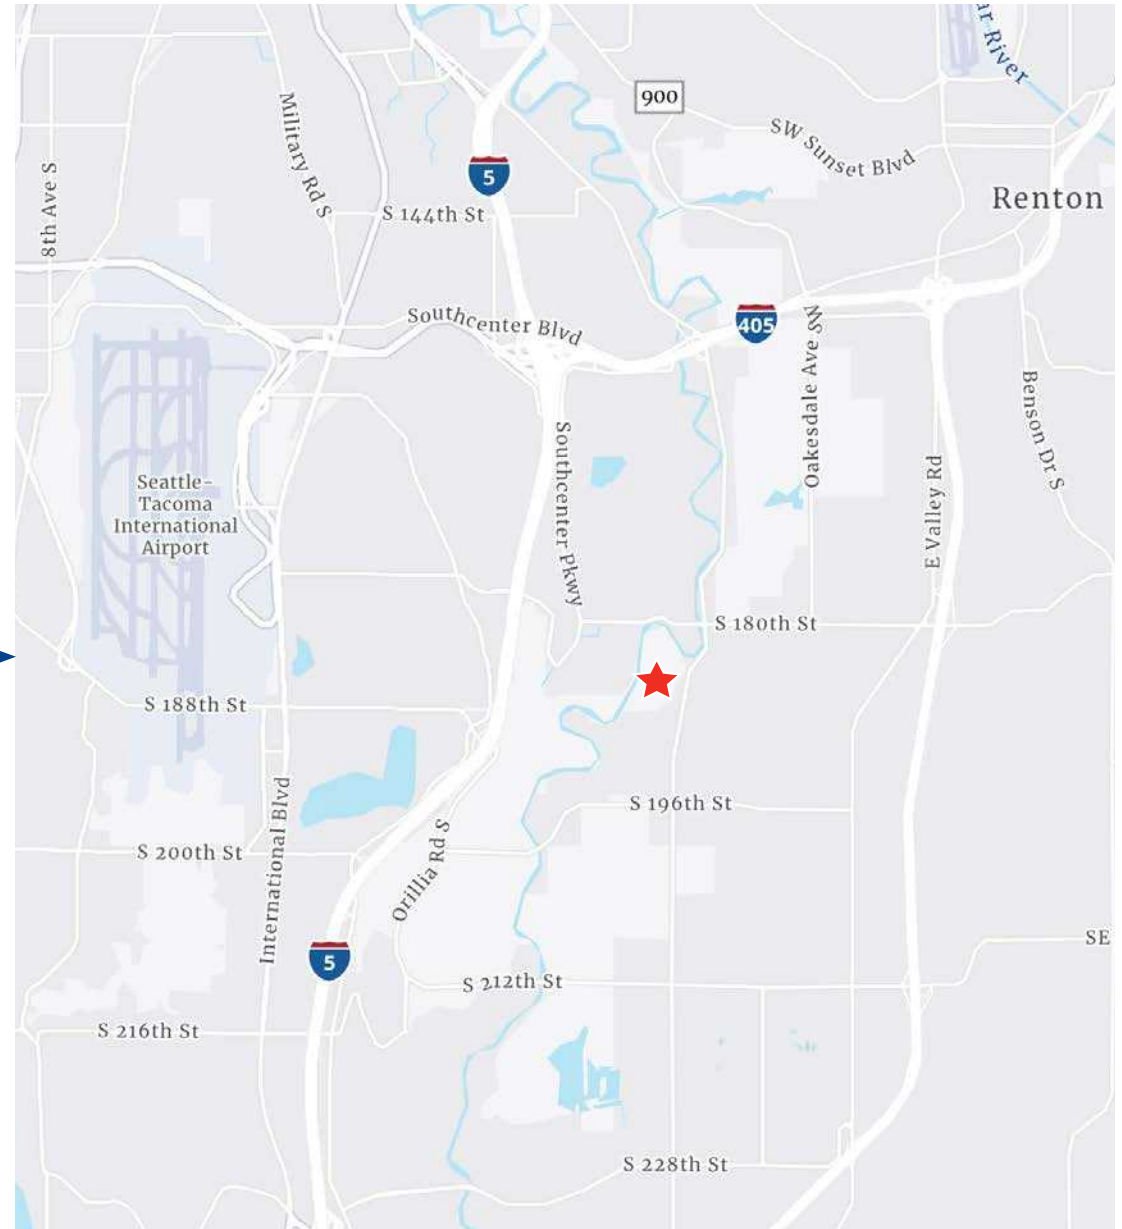 ar River
900
Military Rd S
SW Sunset Blvd
5
8th Ave S
Renton
S 144th St
Southcenter Blvd
405
Oakesdale Ave SW
Benson Dr S
Southcenter Pkwy
E Valley Rd
Seattle-
Tacoma
International
Airport
S 180th St
S 188th St
International Blvd
S 196th St
Orillia Rd S
S 200th St
SE
5
S 212th St
S 216th St
S 228th St